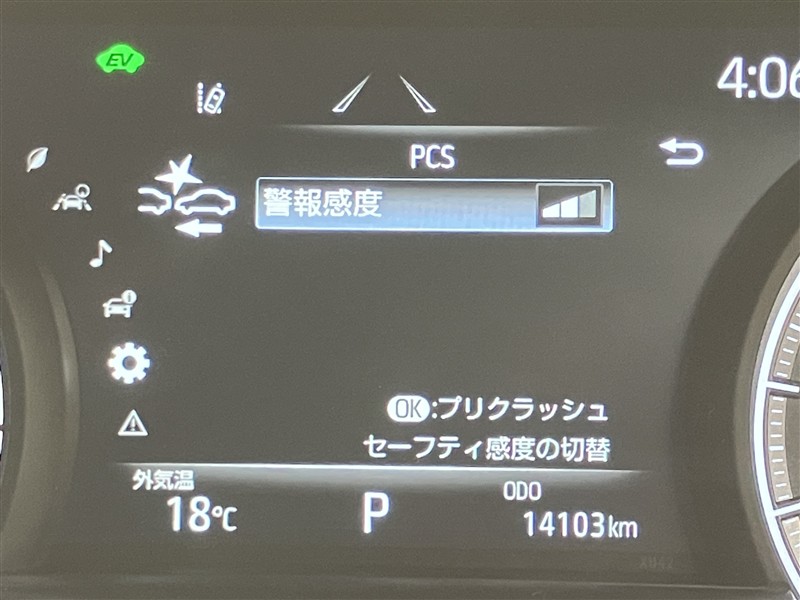 EV
4:06
PCS
警報感度
OK:プリクラッシュ
セーフティ感度の切替
外気温
18℃
P
ODO
14103km